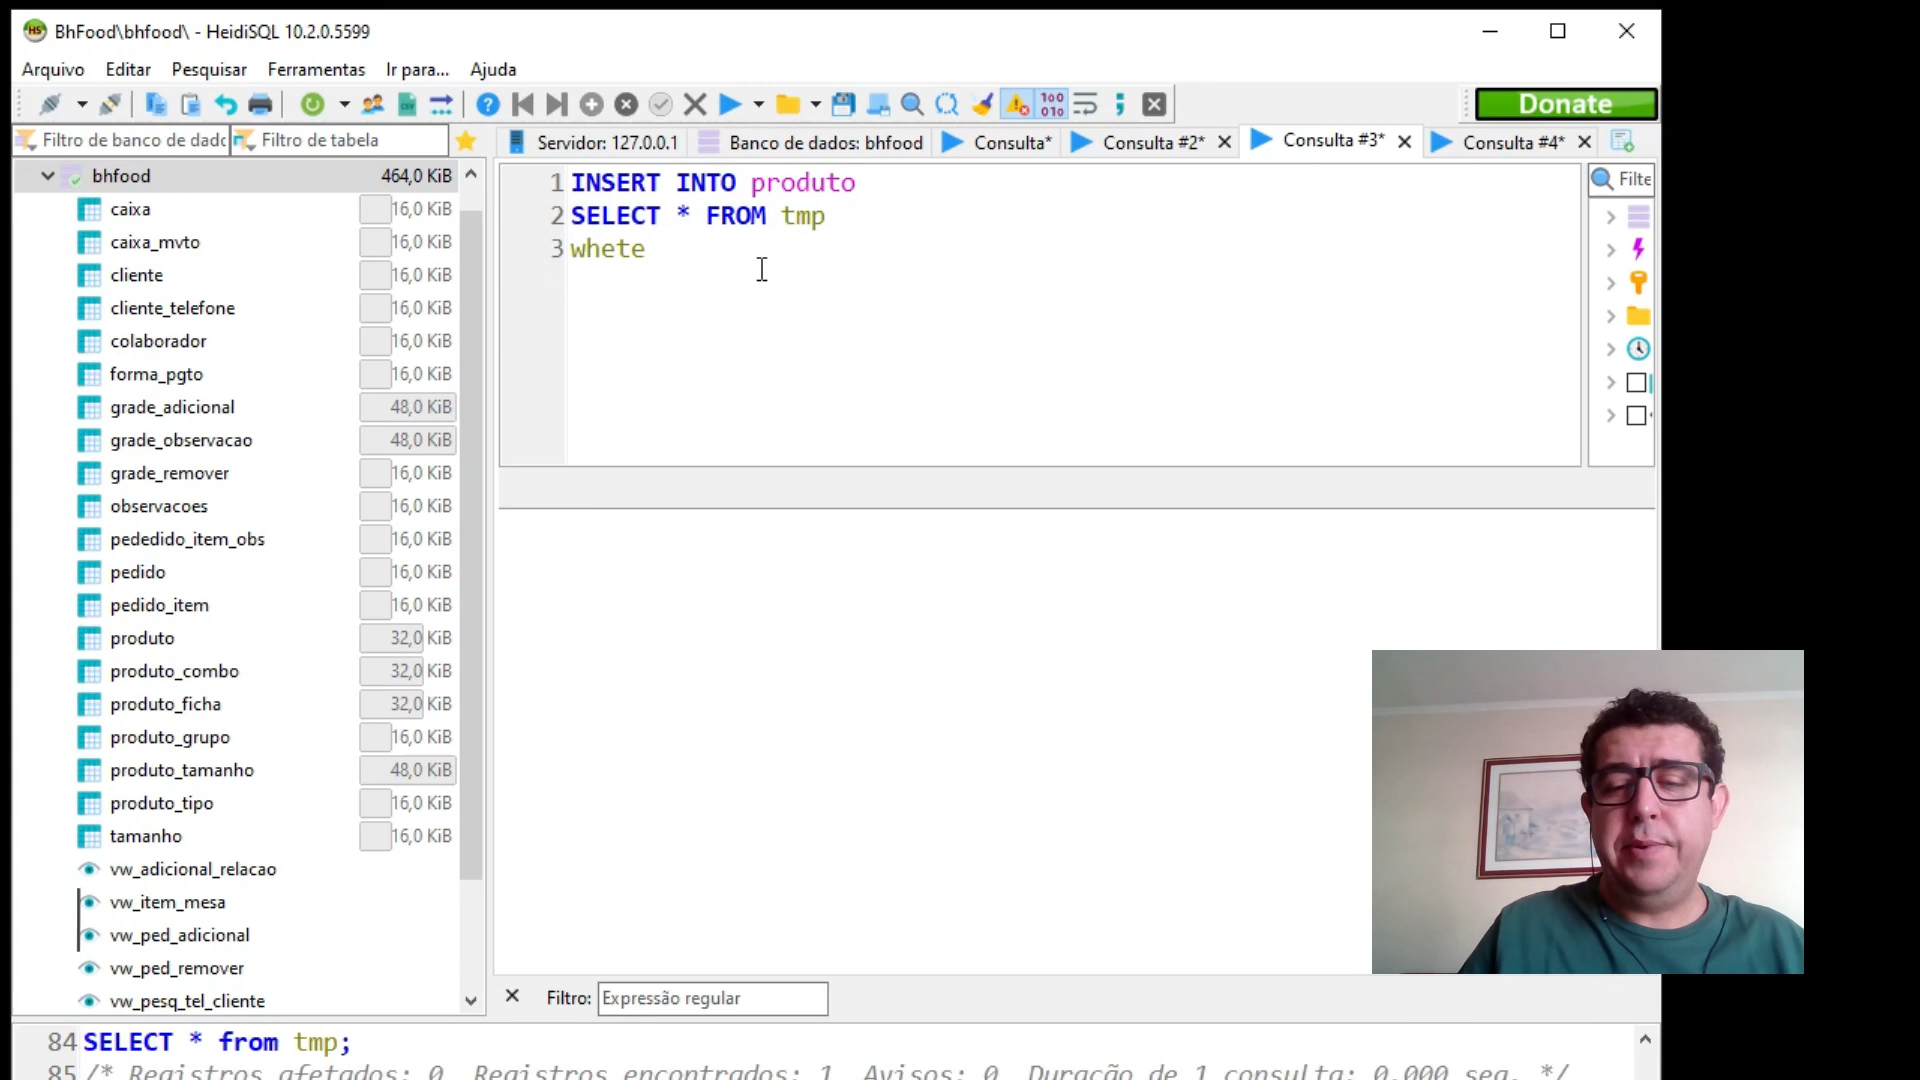 BhFood\bhfood\ - HeidiSQL 10.2.0.5599
Arquivo Editar Pesquisar Ferramentas Ir para... Ajuda
Donate
Filtro de banco de dado Filtro de tabela
Servidor: 127.0.0.1 Banco de dados: bhfood Consulta* Consulta #2* Consulta #3* Consulta #4*
bhfood 464,0 KiB
caixa 16,0 KiB
caixa_mvto 16,0 KiB
cliente 16,0 KiB
cliente_telefone 16,0 KiB
colaborador 16,0 KiB
forma_pgto 16,0 KiB
grade_adicional 48,0 KiB
grade_observacao 48,0 KiB
grade_remover 16,0 KiB
observacoes 16,0 KiB
pededido_item_obs 16,0 KiB
pedido 16,0 KiB
pedido_item 16,0 KiB
produto 32,0 KiB
produto_combo 32,0 KiB
produto_ficha 32,0 KiB
produto_grupo 16,0 KiB
produto_tamanho 48,0 KiB
produto_tipo 16,0 KiB
tamanho 16,0 KiB
vw_adicional_relacao
vw_item_mesa
vw_ped_adicional
vw_ped_remover
vw_pesq_tel_cliente
1 INSERT INTO produto
2 SELECT * FROM tmp
3 whete
Filte
Filtro: Expressão regular
84 SELECT * from tmp;
85 /* Registros afetados: 0 Registros encontrados: 1 Avisos: 0 Duração de 1 consulta: 0,000 seg. */